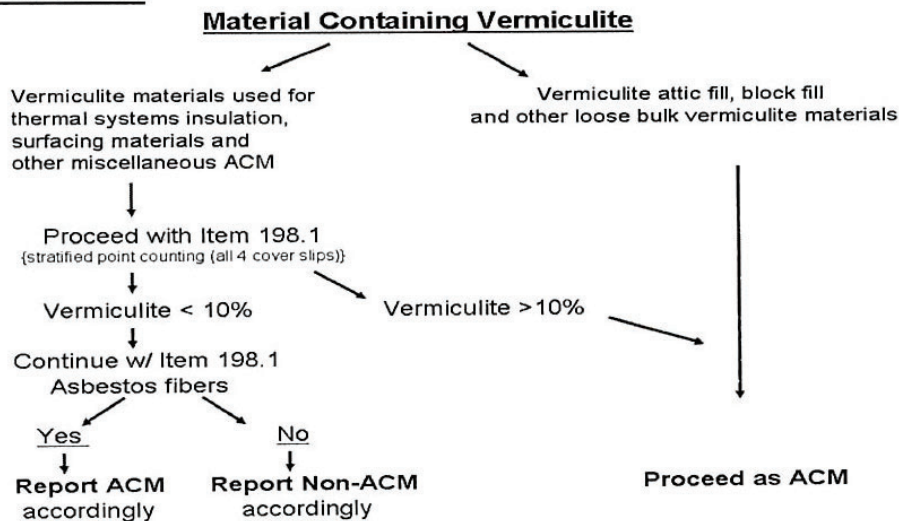 Material Containing Vermiculite
Vermiculite materials used for
thermal systems insulation,
surfacing materials and
other miscellaneous ACM
Vermiculite attic fill, block fill
and other loose bulk vermiculite materials
Proceed with Item 198.1
{stratified point counting (all 4 cover slips)}
Vermiculite < 10%
Vermiculite >10%
Continue w/ Item 198.1
Asbestos fibers
Yes
No
Report ACM
accordingly
Report Non-ACM
accordingly
Proceed as ACM